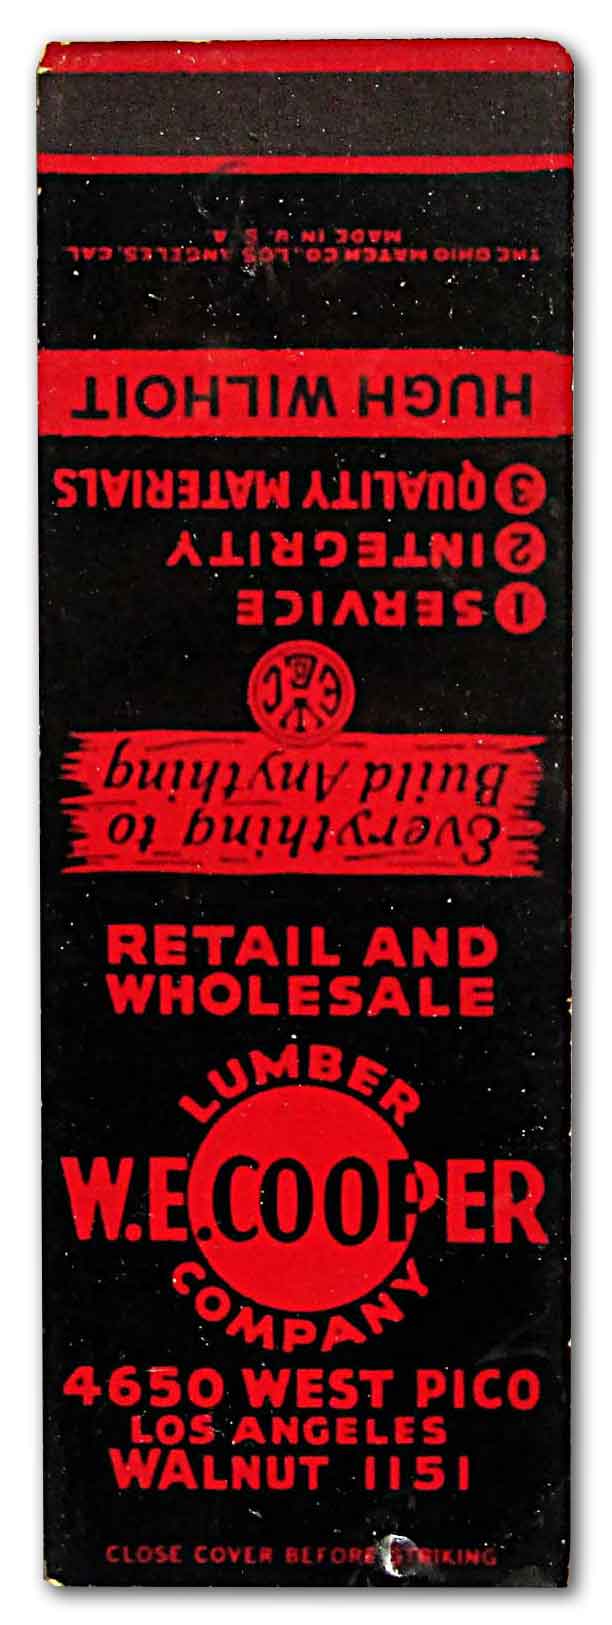 RETAIL AND
WHOLESALE
LUMBER
W.E. COOPER
COMPANY
4650 WEST PICO
LOS ANGELES
WALNUT 1151
CLOSE COVER BEFORE STRIKING
Everything to
Build Anything
1 SERVICE
2 INTEGRITY
3 QUALITY MATERIALS
HUGH WILHOIT
THE OHIO MATCH CO., LOS ANGELES, CAL
MADE IN U. S. A